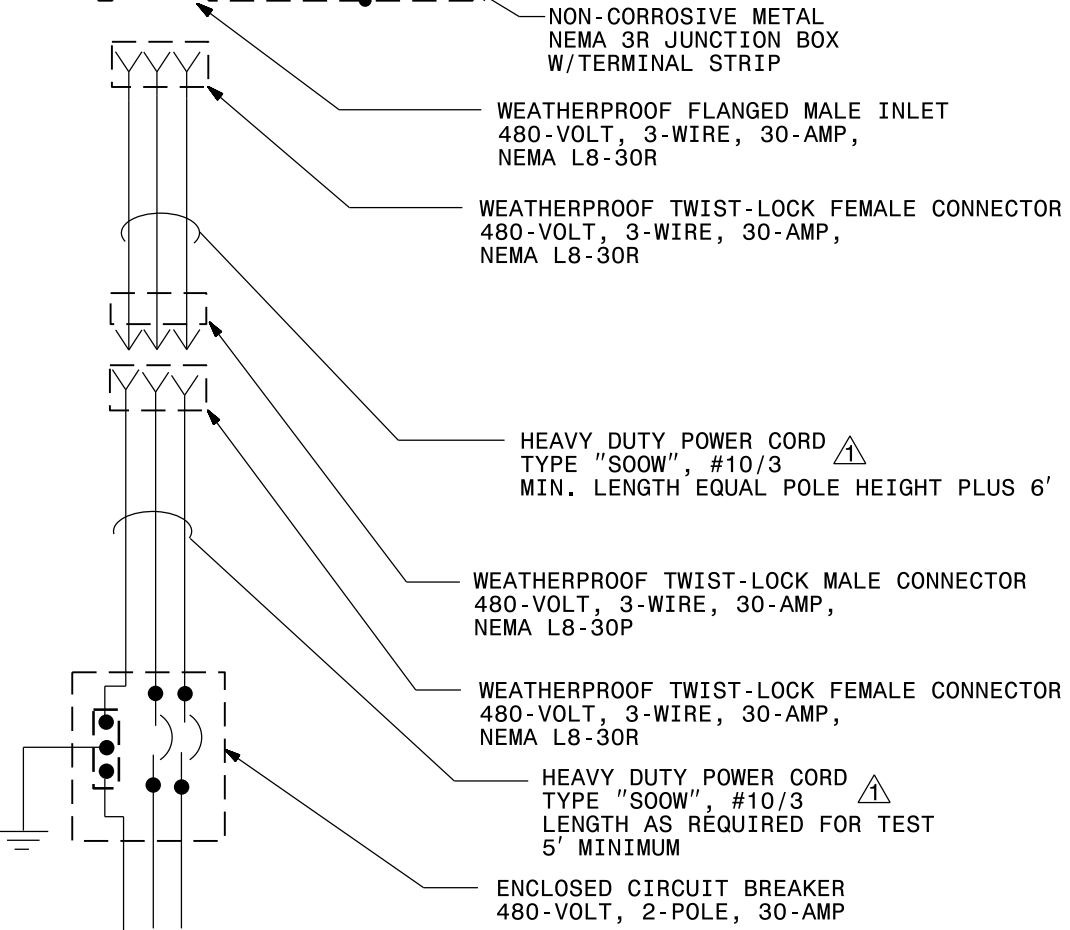 NON-CORROSIVE METAL
NEMA 3R JUNCTION BOX
W/TERMINAL STRIP
WEATHERPROOF FLANGED MALE INLET
480-VOLT, 3-WIRE, 30-AMP,
NEMA L8-30R
WEATHERPROOF TWIST-LOCK FEMALE CONNECTOR
480-VOLT, 3-WIRE, 30-AMP,
NEMA L8-30R
HEAVY DUTY POWER CORD 1
TYPE "SOOW", #10/3
MIN. LENGTH EQUAL POLE HEIGHT PLUS 6'
WEATHERPROOF TWIST-LOCK MALE CONNECTOR
480-VOLT, 3-WIRE, 30-AMP,
NEMA L8-30P
WEATHERPROOF TWIST-LOCK FEMALE CONNECTOR
480-VOLT, 3-WIRE, 30-AMP,
NEMA L8-30R
HEAVY DUTY POWER CORD 1
TYPE "SOOW", #10/3
LENGTH AS REQUIRED FOR TEST
5' MINIMUM
ENCLOSED CIRCUIT BREAKER
480-VOLT, 2-POLE, 30-AMP